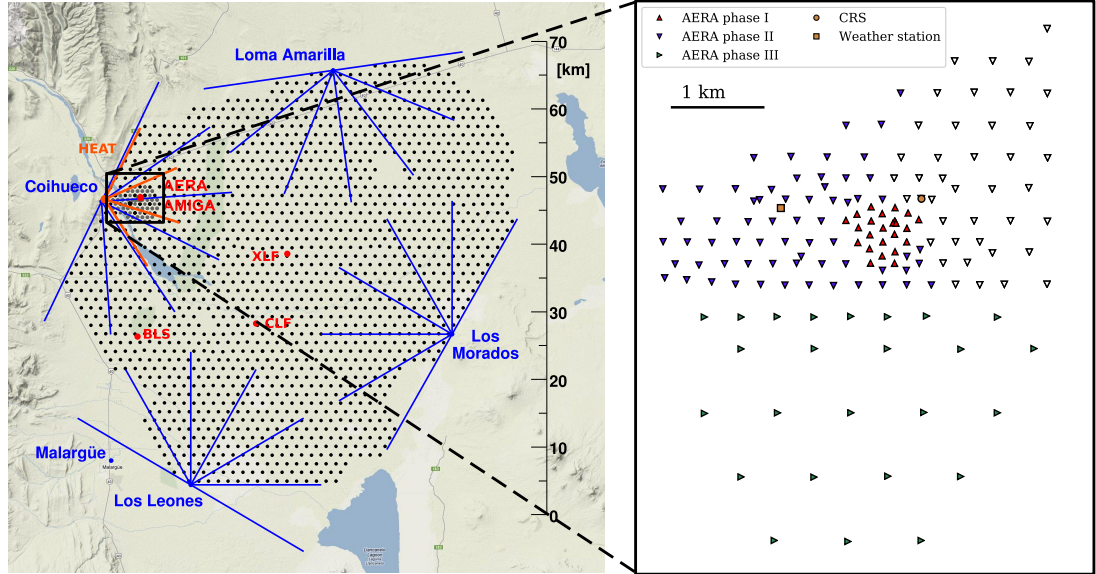 Loma Amarilla
70
[km]
60
HEAT
50
Coihueco
AERA
AMIGA
40
XLF
30
CLF
BLS
Los
Morados
20
10
Malargüe
Malargüe
Los Leones
0
AERA phase I
AERA phase II
AERA phase III
CRS
Weather station
1 km